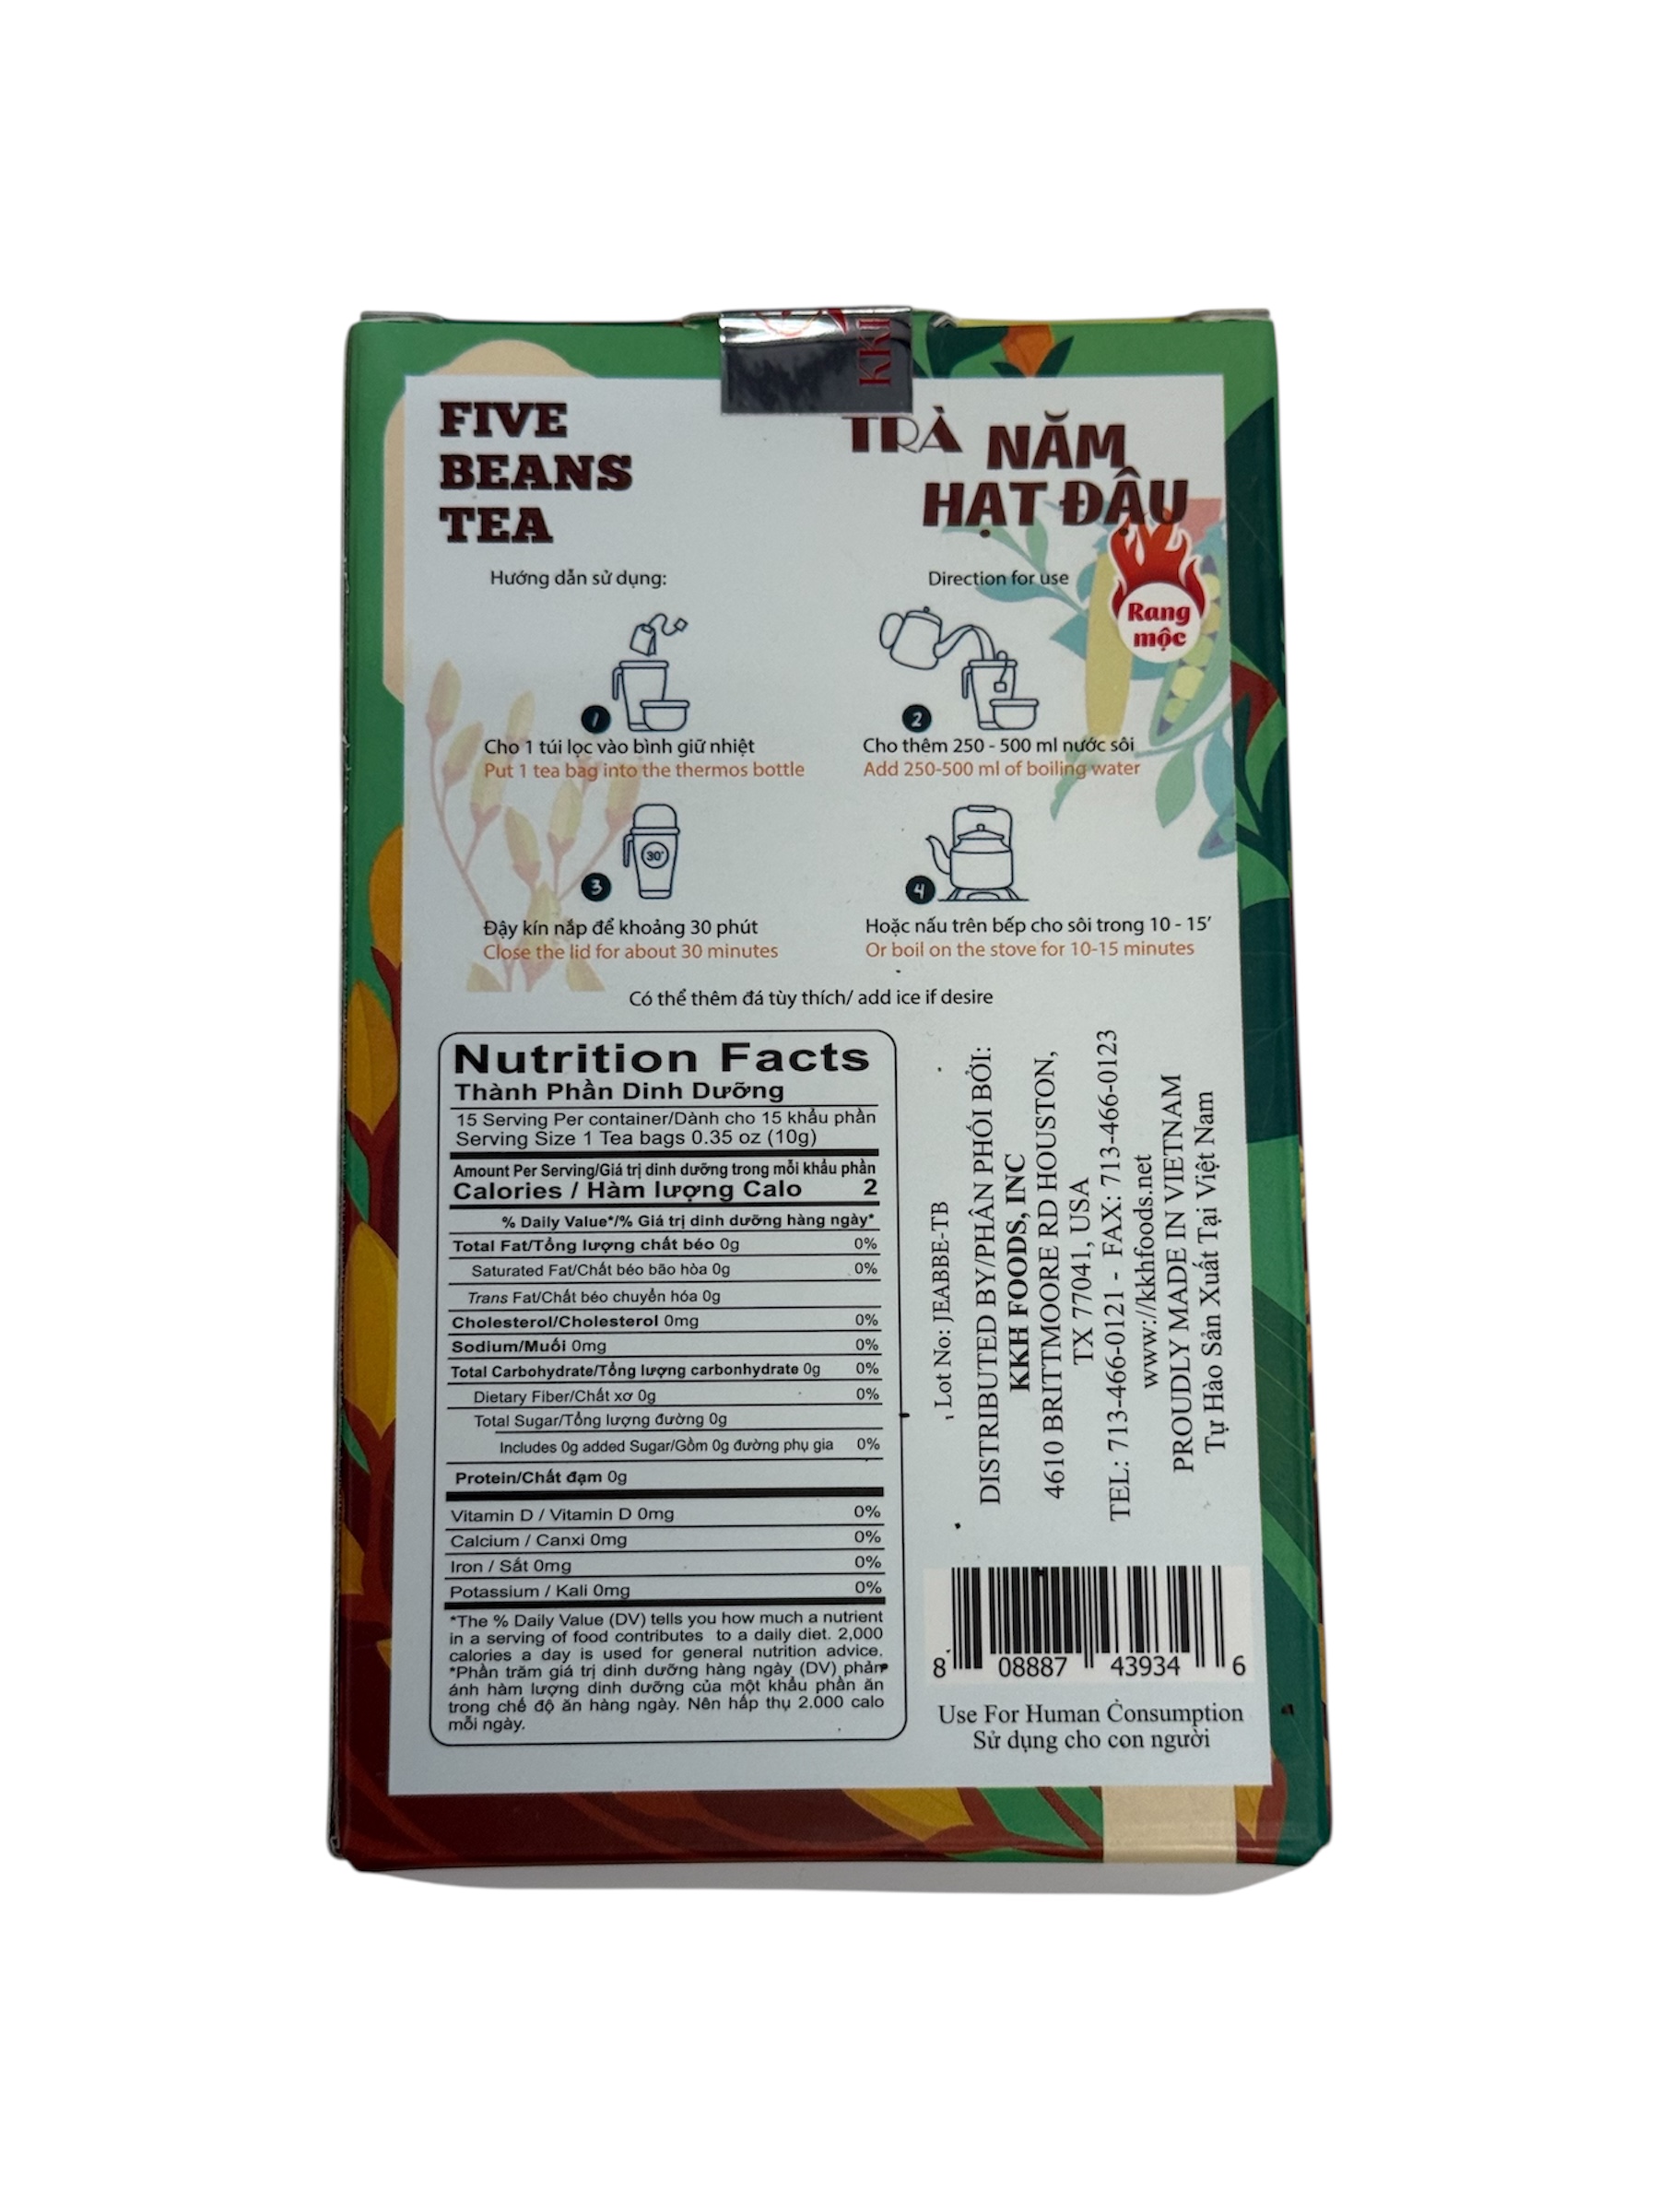 KKI
FIVE
BEANS
TEA
TRÀ NĂM
HẠT ĐẬU
Rang
mộc
Hướng dẫn sử dụng:
Direction for use
1
Cho 1 túi lọc vào bình giữ nhiệt
Put 1 tea bag into the thermos bottle
2
Cho thêm 250 - 500 ml nước sôi
Add 250-500 ml of boiling water
30'
3
Đậy kín nắp để khoảng 30 phút
Close the lid for about 30 minutes
4
Hoặc nấu trên bếp cho sôi trong 10 - 15'
Or boil on the stove for 10-15 minutes
Có thể thêm đá tùy thích/ add ice if desire
Nutrition Facts
Thành Phần Dinh Dưỡng
15 Serving Per container/Dành cho 15 khẩu phần
Serving Size 1 Tea bags 0.35 oz (10g)
Amount Per Serving/Giá trị dinh dưỡng trong mỗi khẩu phần
Calories / Hàm lượng Calo 2
% Daily Value*/% Giá trị dinh dưỡng hàng ngày*
Total Fat/Tổng lượng chất béo 0g 0%
Saturated Fat/Chất béo bão hòa 0g 0%
Trans Fat/Chất béo chuyển hóa 0g
Cholesterol/Cholesterol 0mg 0%
Sodium/Muối 0mg 0%
Total Carbohydrate/Tổng lượng carbonhydrate 0g 0%
Dietary Fiber/Chất xơ 0g 0%
Total Sugar/Tổng lượng đường 0g
Includes 0g added Sugar/Gồm 0g đường phụ gia 0%
Protein/Chất đạm 0g
Vitamin D / Vitamin D 0mg 0%
Calcium / Canxi 0mg 0%
Iron / Sắt 0mg 0%
Potassium / Kali 0mg 0%
*The % Daily Value (DV) tells you how much a nutrient
in a serving of food contributes to a daily diet. 2,000
calories a day is used for general nutrition advice.
*Phần trăm giá trị dinh dưỡng hàng ngày (DV) phản
ánh hàm lượng dinh dưỡng của một khẩu phần ăn
trong chế độ ăn hàng ngày. Nên hấp thụ 2.000 calo
mỗi ngày.
Lot No: JEABBE-TB
DISTRIBUTED BY/PHÂN PHỐI BỞI:
KKH FOODS, INC
4610 BRITTMOORE RD HOUSTON,
TX 77041, USA
TEL: 713-466-0121 - FAX: 713-466-0123
www://kkhfoods.net
PROUDLY MADE IN VIETNAM
Tự Hào Sản Xuất Tại Việt Nam
8 08887 43934 6
Use For Human Consumption
Sử dụng cho con người